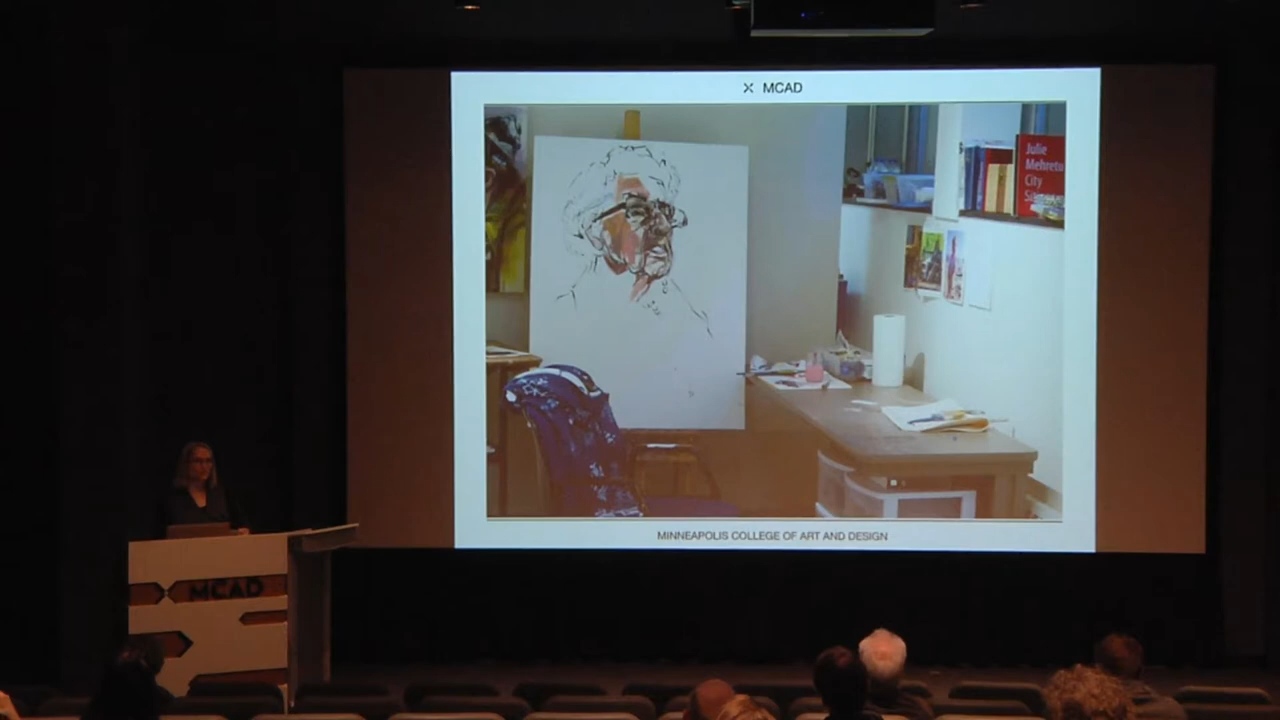 MCAD
Julie
Mehretu
City
MINNEAPOLIS COLLEGE OF ART AND DESIGN
MCAD